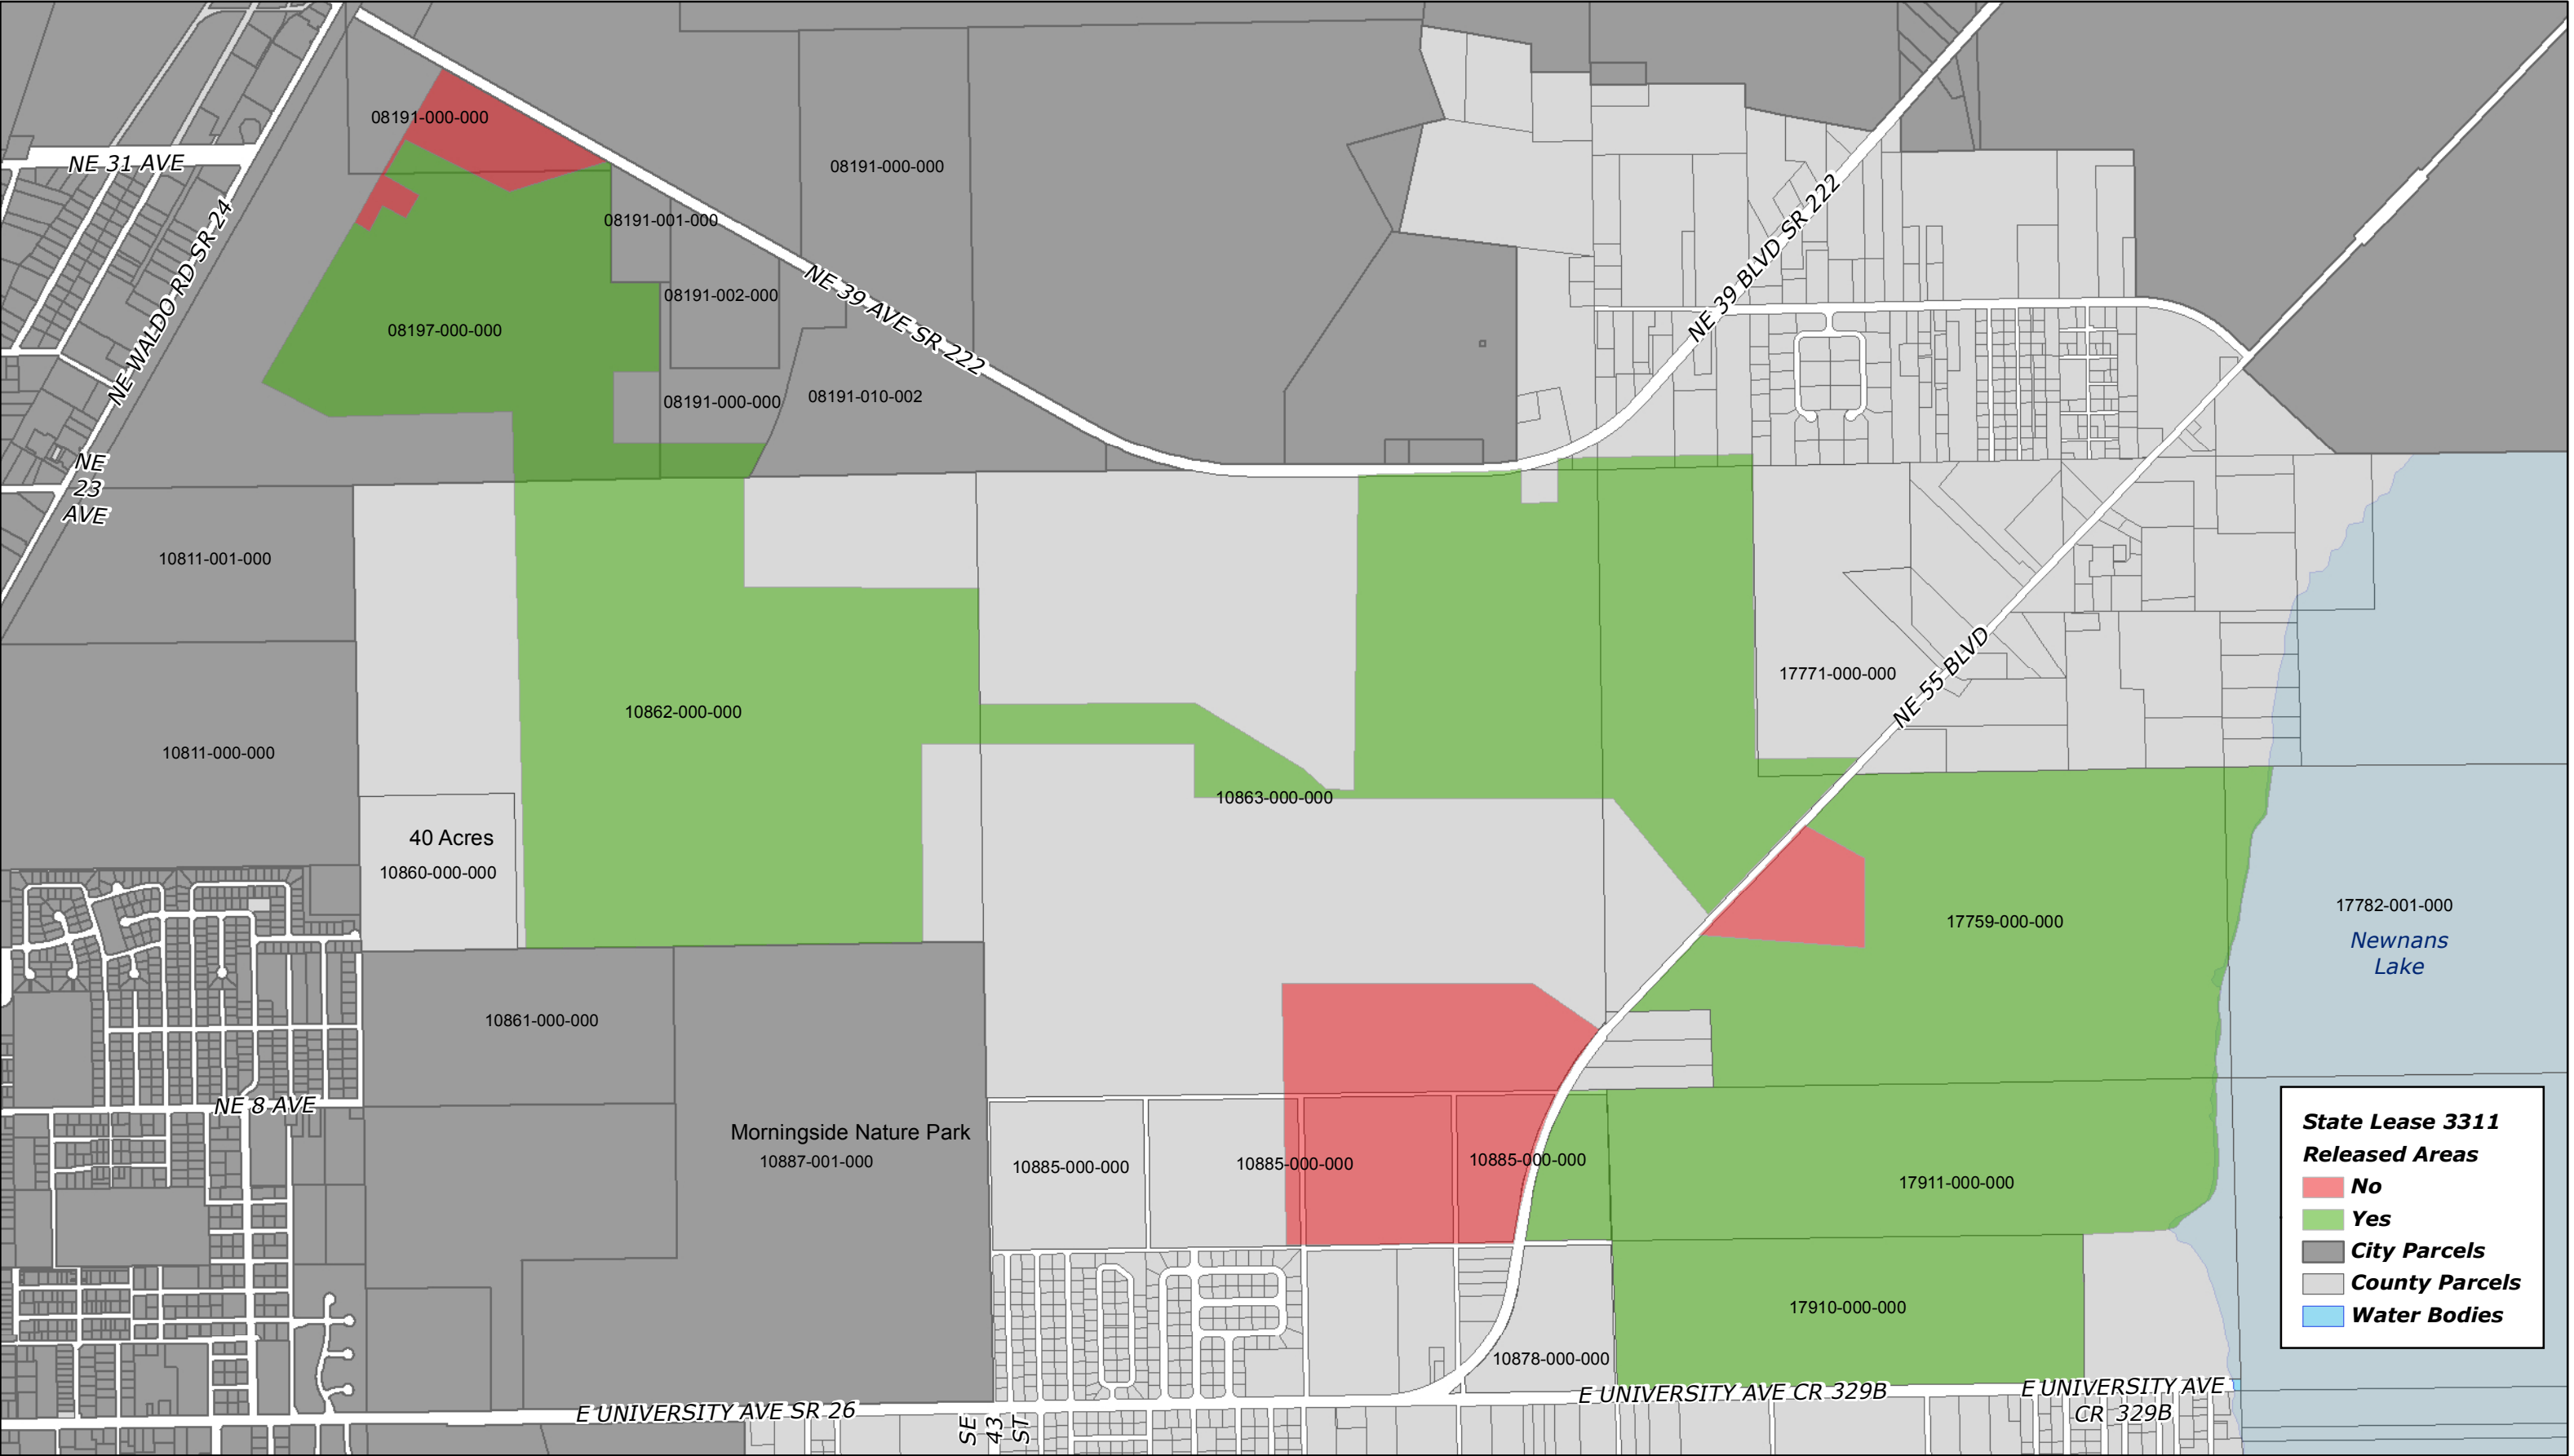 08191-000-000
NE 31 AVE
08191-000-000
NE WALDO RD SR 24
08191-001-000
NE 39 BLVD SR 222
08191-002-000
NE 39 AVE SR 222
08197-000-000
08191-000-000
08191-010-002
NE
23
AVE
10811-001-000
17771-000-000
NE 55 BLVD
10862-000-000
10811-000-000
10863-000-000
40 Acres
10860-000-000
17759-000-000
17782-001-000
Newnans
Lake
10861-000-000
NE 8 AVE
Morningside Nature Park
10887-001-000
10885-000-000
10885-000-000
10885-000-000
17911-000-000
17910-000-000
10878-000-000
E UNIVERSITY AVE SR 26
SE
43
ST
E UNIVERSITY AVE CR 329B
E UNIVERSITY AVE
CR 329B
State Lease 3311
Released Areas
No
Yes
City Parcels
County Parcels
Water Bodies